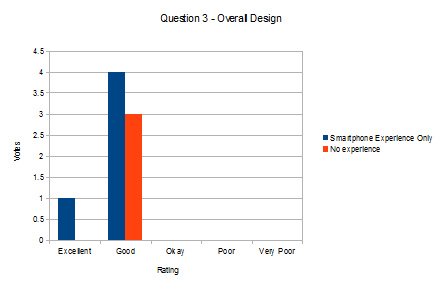 Question 3 - Overall Design
4.5
4
3.5
3
2.5
2
1.5
1
0.5
0
Votes
Excellent Good Okay Poor Very Poor
Rating
Smartphone Experience Only
No experience